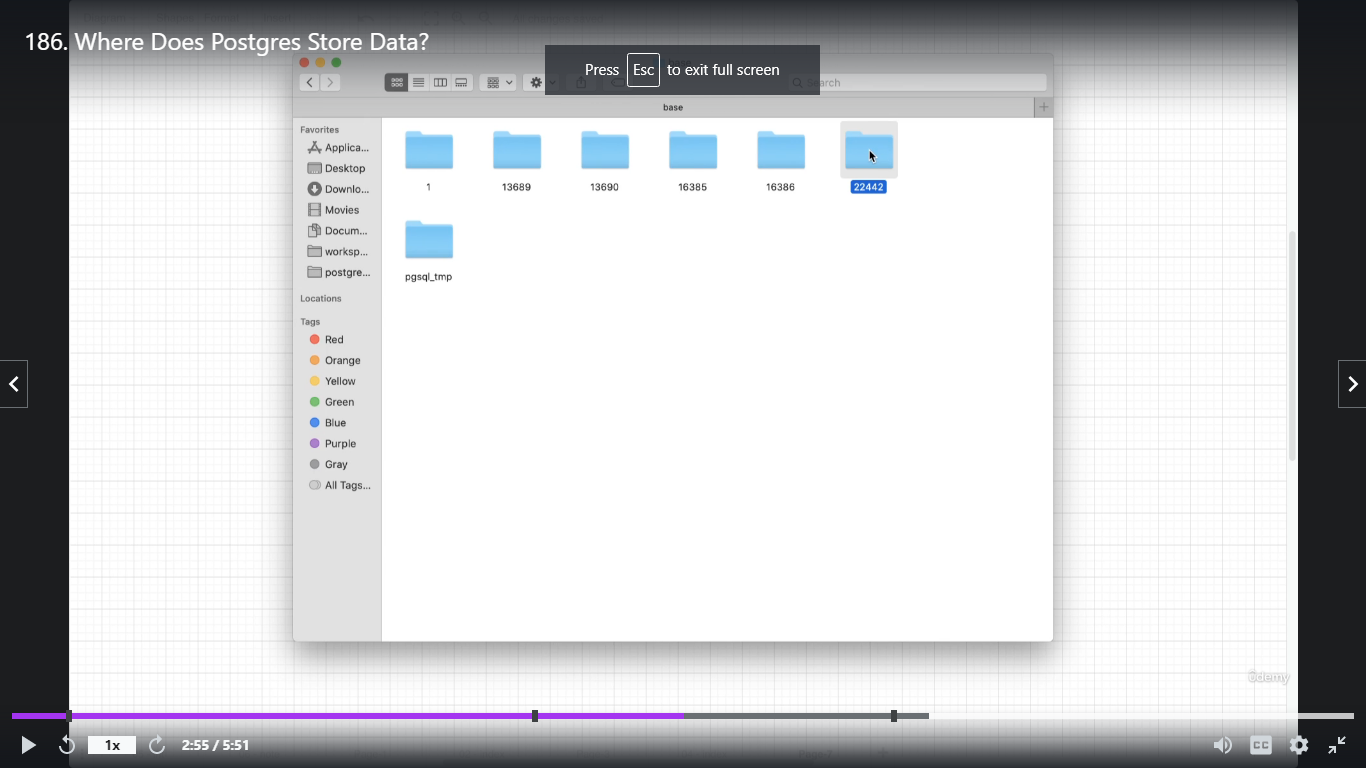 186. Where Does Postgres Store Data?
Press Esc to exit full screen
Search
base
Favorites
Applica...
Desktop
Downlo...
Movies
Docum...
worksp...
postgre...
Locations
Tags
Red
Orange
Yellow
Green
Blue
Purple
Gray
All Tags...
1
13689
13690
16385
16386
22442
pgsql_tmp
ûdemy
1x
2:55 / 5:51
CC